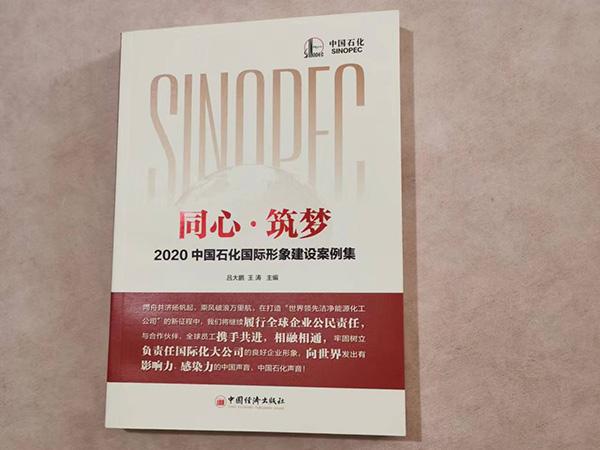 中国石化
SINOPEC
SINOPEC
同心·筑梦
2020 中国石化国际形象建设案例集
吕大鹏 王 涛 主编
同舟共济扬帆起，乘风破浪万里航，在打造“世界领先洁净能源化工
公司”的新征程中，我们将继续履行全球企业公民责任，
与合作伙伴、全球员工携手共进，相融相通，牢固树立
负责任国际化大公司的良好企业形象，向世界发出有
影响力、感染力的中国声音、中国石化声音！
中国经济出版社